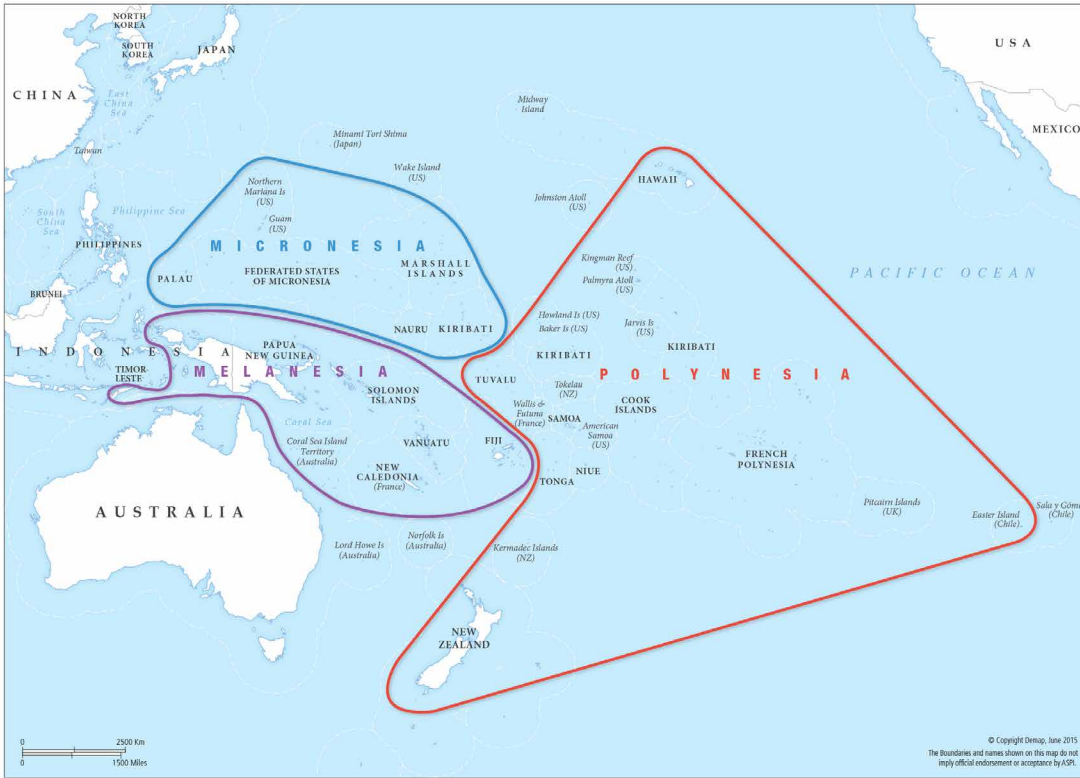 NORTH
KOREA
SOUTH
KOREA
JAPAN
USA
CHINA
East
China
Sea
Midway
Island
MEXICO
Minami Tori Shima
(Japan)
Taiwan
Wake Island
(US)
HAWAII
Northern
Mariana Is
(US)
Johnston Atoll
(US)
South
China
Sea
Philippine Sea
Guam
(US)
PHILIPPINES
MICRONESIA
MARSHALL
ISLANDS
Kingman Reef
(US)
PACIFIC OCEAN
PALAU
FEDERATED STATES
OF MICRONESIA
Palmyra Atoll
(US)
BRUNEI
Howland Is (US)
Baker Is (US)
Jarvis Is
(US)
NAURU
KIRIBATI
INDONESIA
PAPUA
NEW GUINEA
KIRIBATI
KIRIBATI
TIMOR
LESTE
MELANESIA
TUVALU
POLYNESIA
SOLOMON
ISLANDS
Tokelau
(NZ)
Wallis &
Futuna
(France)
SAMOA
COOK
ISLANDS
Coral Sea
American
Samoa
(US)
Coral Sea Island
Territory
(Australia)
VANUATU
FIJI
FRENCH
POLYNESIA
NEW
CALEDONIA
(France)
TONGA
NIUE
Pitcairn Islands
(UK)
Easter Island
(Chile)
Sala y Góm
(Chile)
AUSTRALIA
Lord Howe Is
(Australia)
Norfolk Is
(Australia)
Kermadec Islands
(NZ)
NEW
ZEALAND
0 2500 Km
0 1500 Miles
© Copyright Demap, June 2015
The Boundaries and names shown on this map do not
imply official endorsement or acceptance by ASPI.